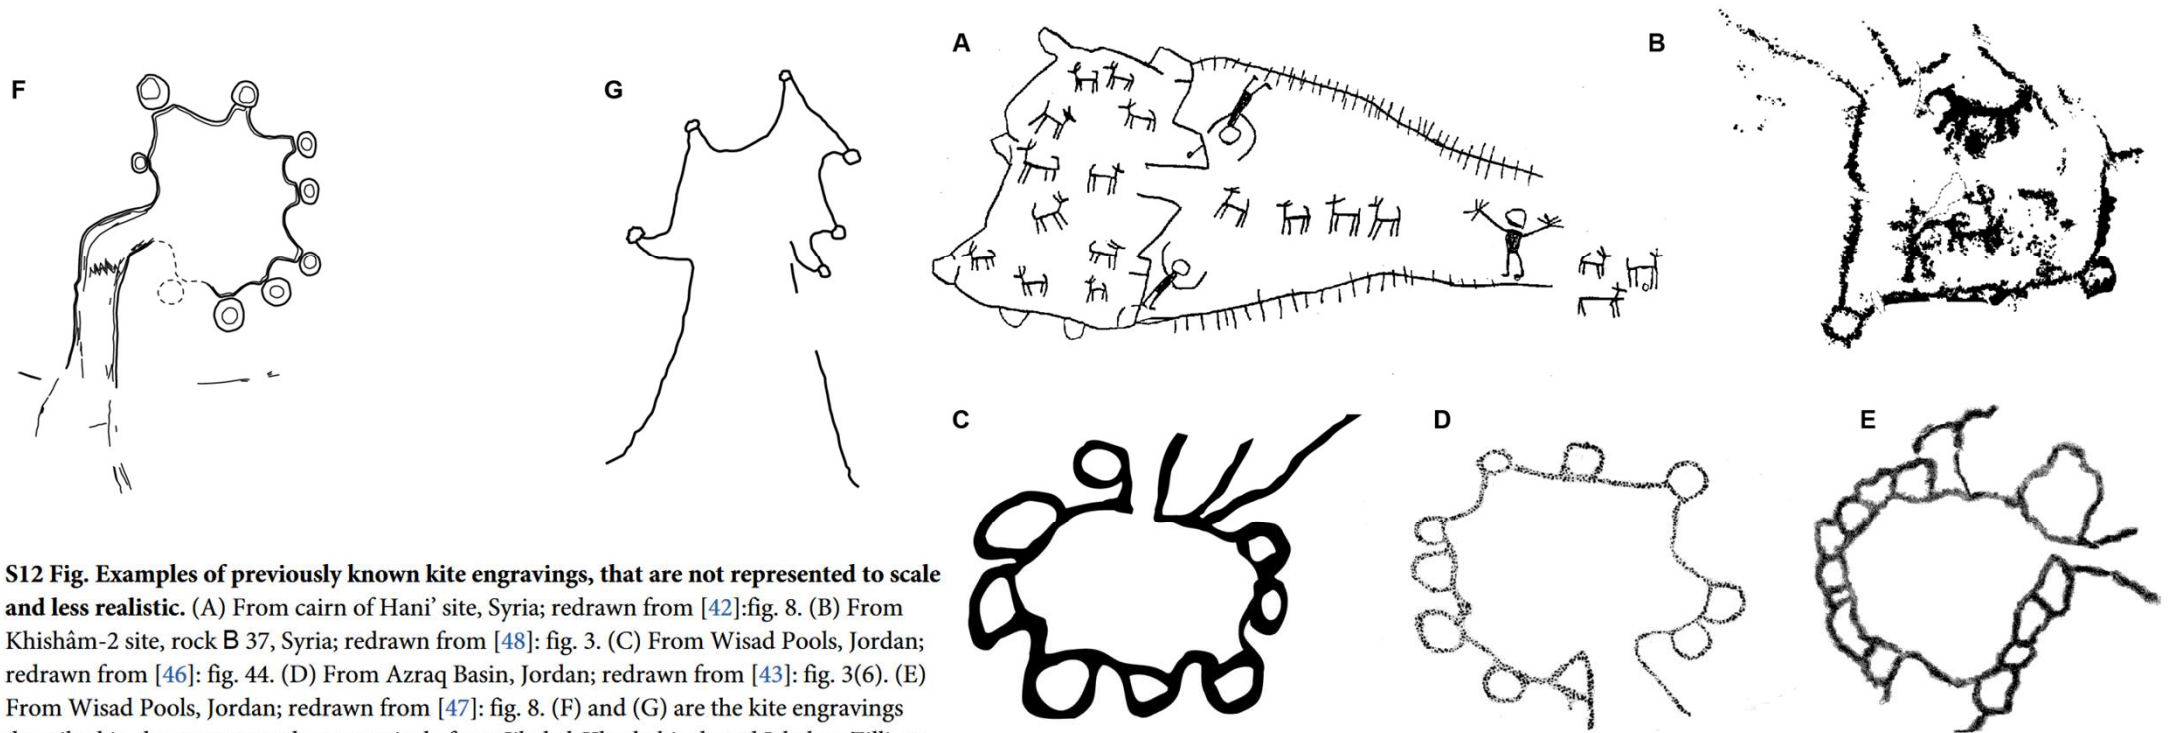 F
G
A
B
C
D
E
S12 Fig. Examples of previously known kite engravings, that are not represented to scale
and less realistic. (A) From cairn of Hani’ site, Syria; redrawn from [42]:fig. 8. (B) From
Khishâm-2 site, rock B 37, Syria; redrawn from [48]: fig. 3. (C) From Wisad Pools, Jordan;
redrawn from [46]: fig. 44. (D) From Azraq Basin, Jordan; redrawn from [43]: fig. 3(6). (E)
From Wisad Pools, Jordan; redrawn from [47]: fig. 8. (F) and (G) are the kite engravings